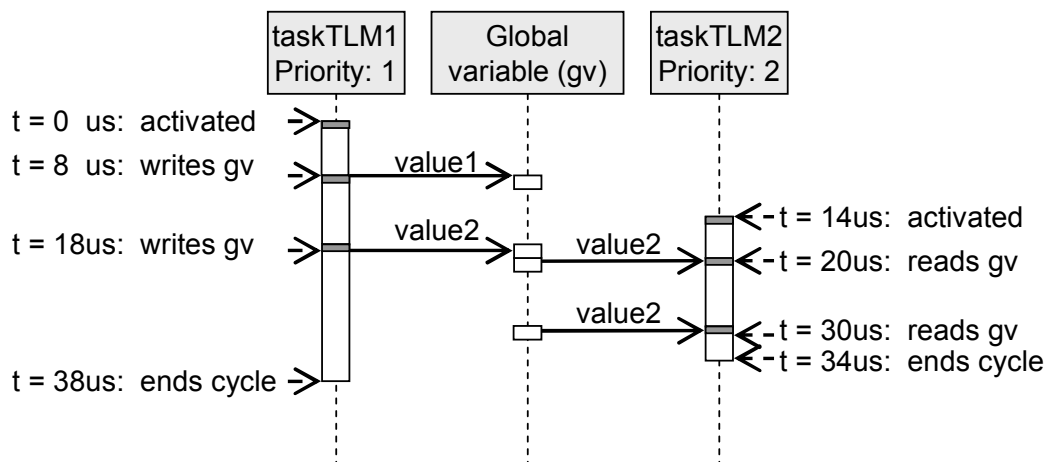 taskTLM1
Priority: 1
Global
variable (gv)
taskTLM2
Priority: 2
t = 0 us: activated
t = 8 us: writes gv
value1
t = 14us: activated
t = 18us: writes gv
value2
value2
t = 20us: reads gv
value2
t = 30us: reads gv
t = 34us: ends cycle
t = 38us: ends cycle